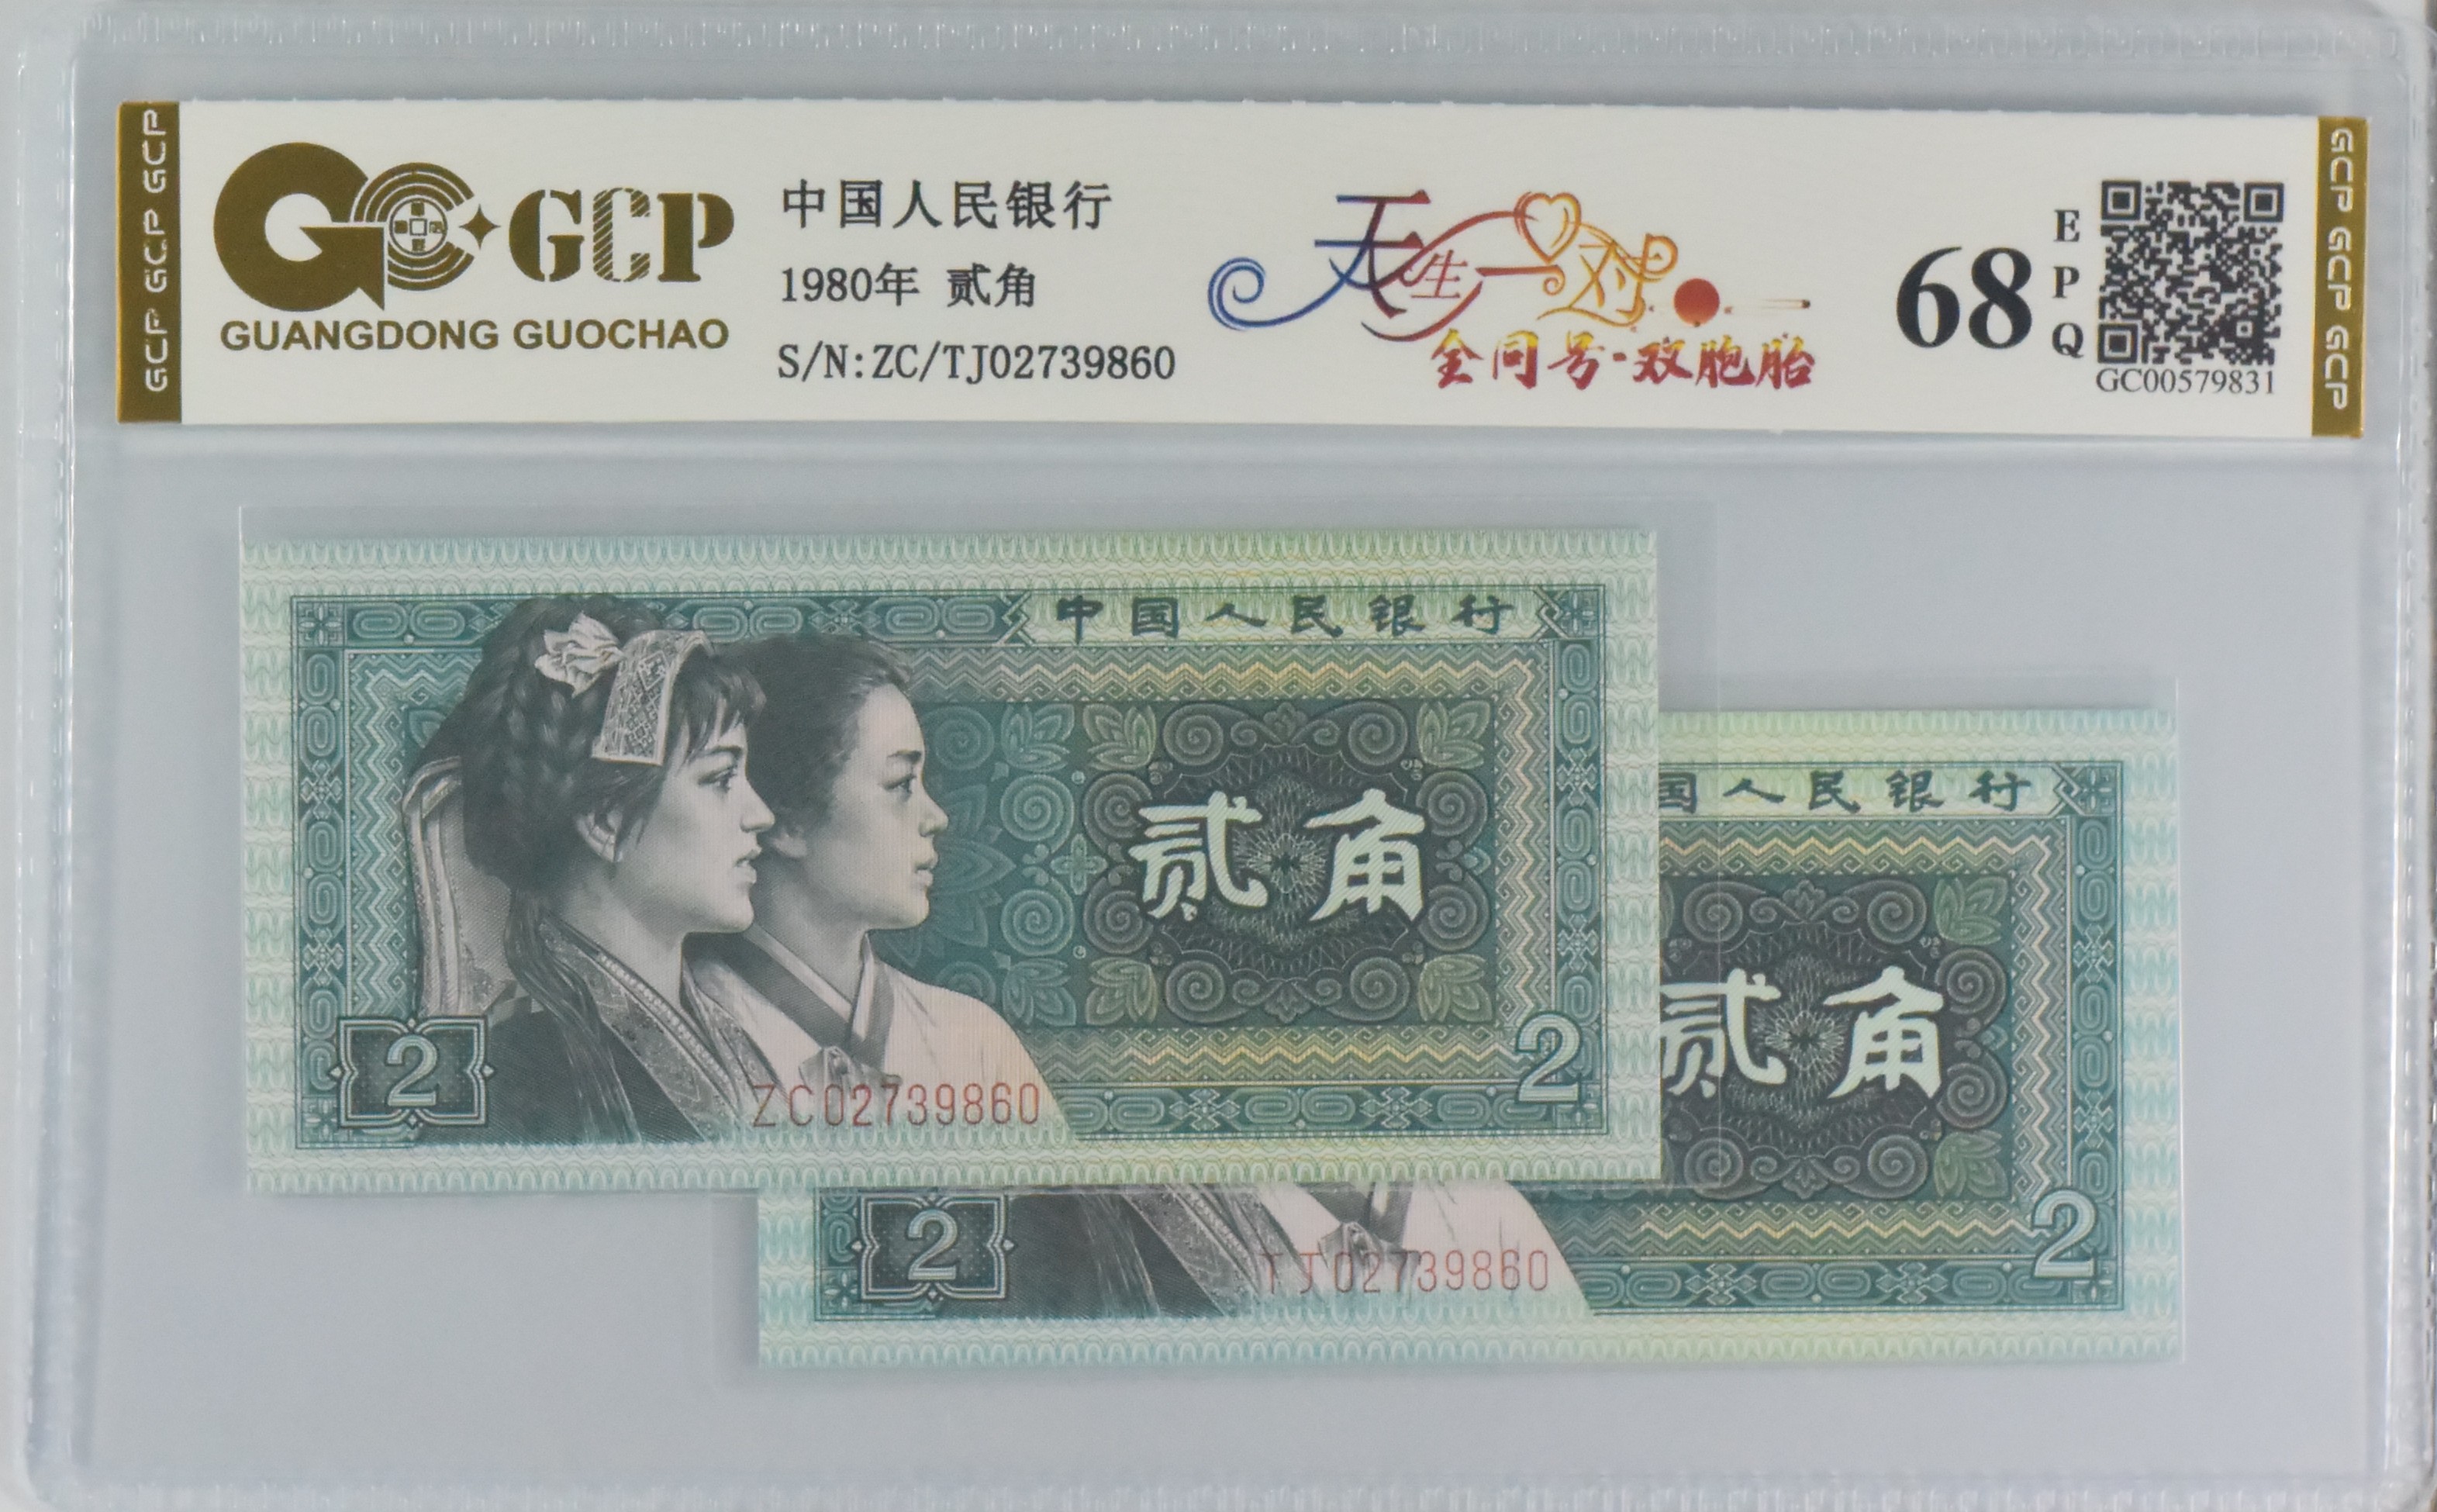 GCP GCP GCP
GCP
GUANGDONG GUOCHAO
中国人民银行
1980年 贰角
S/N:ZC/TJ02739860
天生一对
全同号·双胞胎
68
EPQ
GC00579831
GCP GCP GCP
中国人民银行
贰角
2
2
ZC02739860
国人民银行
贰角
2
2
TJ02739860